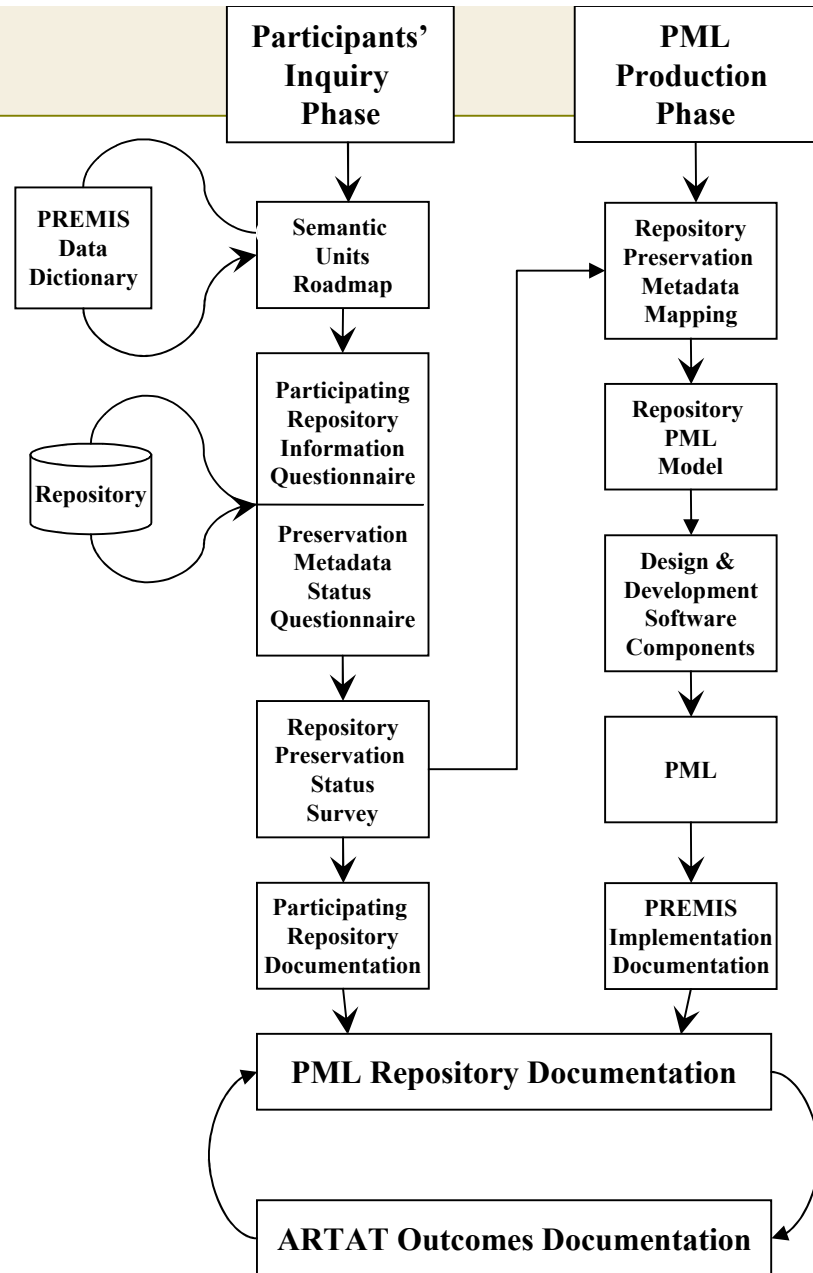 Participants’
Inquiry
Phase
PML
Production
Phase
PREMIS
Data
Dictionary
Semantic
Units
Roadmap
Repository
Preservation
Metadata
Mapping
Participating
Repository
Information
Questionnaire
Repository
PML
Model
Repository
Preservation
Metadata
Status
Questionnaire
Design &
Development
Software
Components
Repository
Preservation
Status
Survey
PML
Participating
Repository
Documentation
PREMIS
Implementation
Documentation
PML Repository Documentation
ARTAT Outcomes Documentation